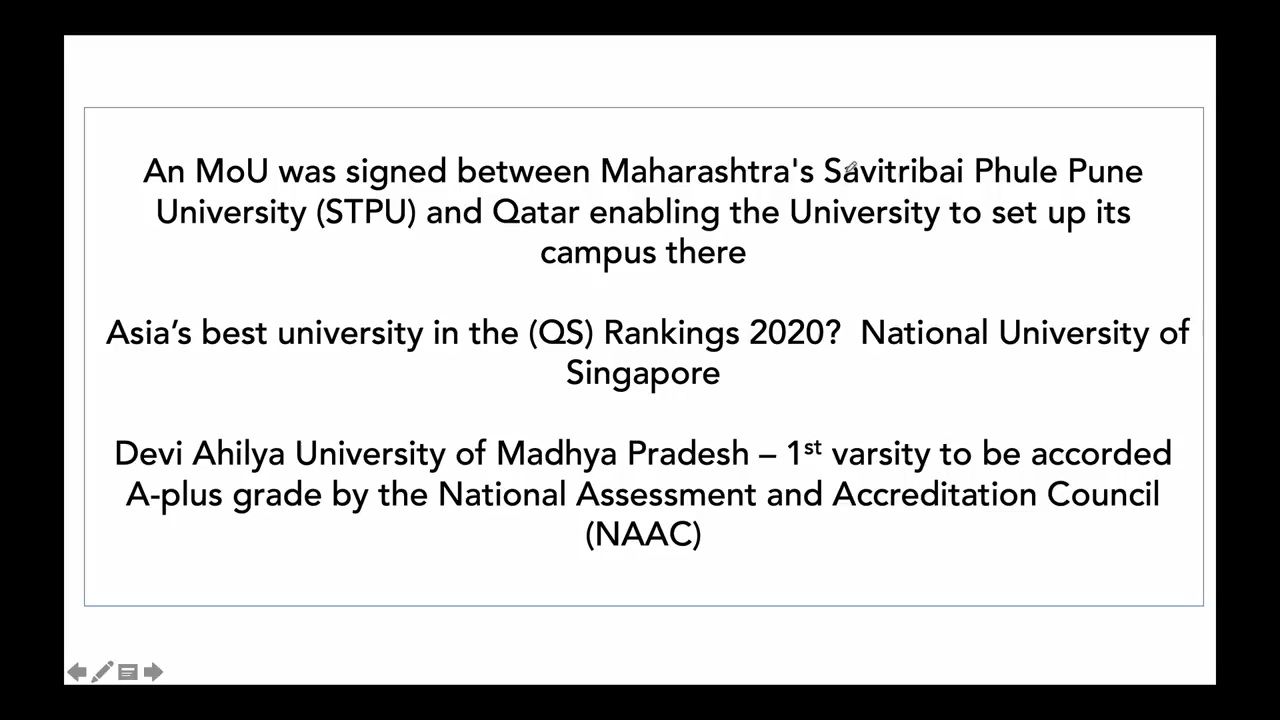 An MoU was signed between Maharashtra's Savitribai Phule Pune
University (STPU) and Qatar enabling the University to set up its
campus there
Asia’s best university in the (QS) Rankings 2020?  National University of
Singapore
Devi Ahilya University of Madhya Pradesh – 1st varsity to be accorded
A-plus grade by the National Assessment and Accreditation Council
(NAAC)